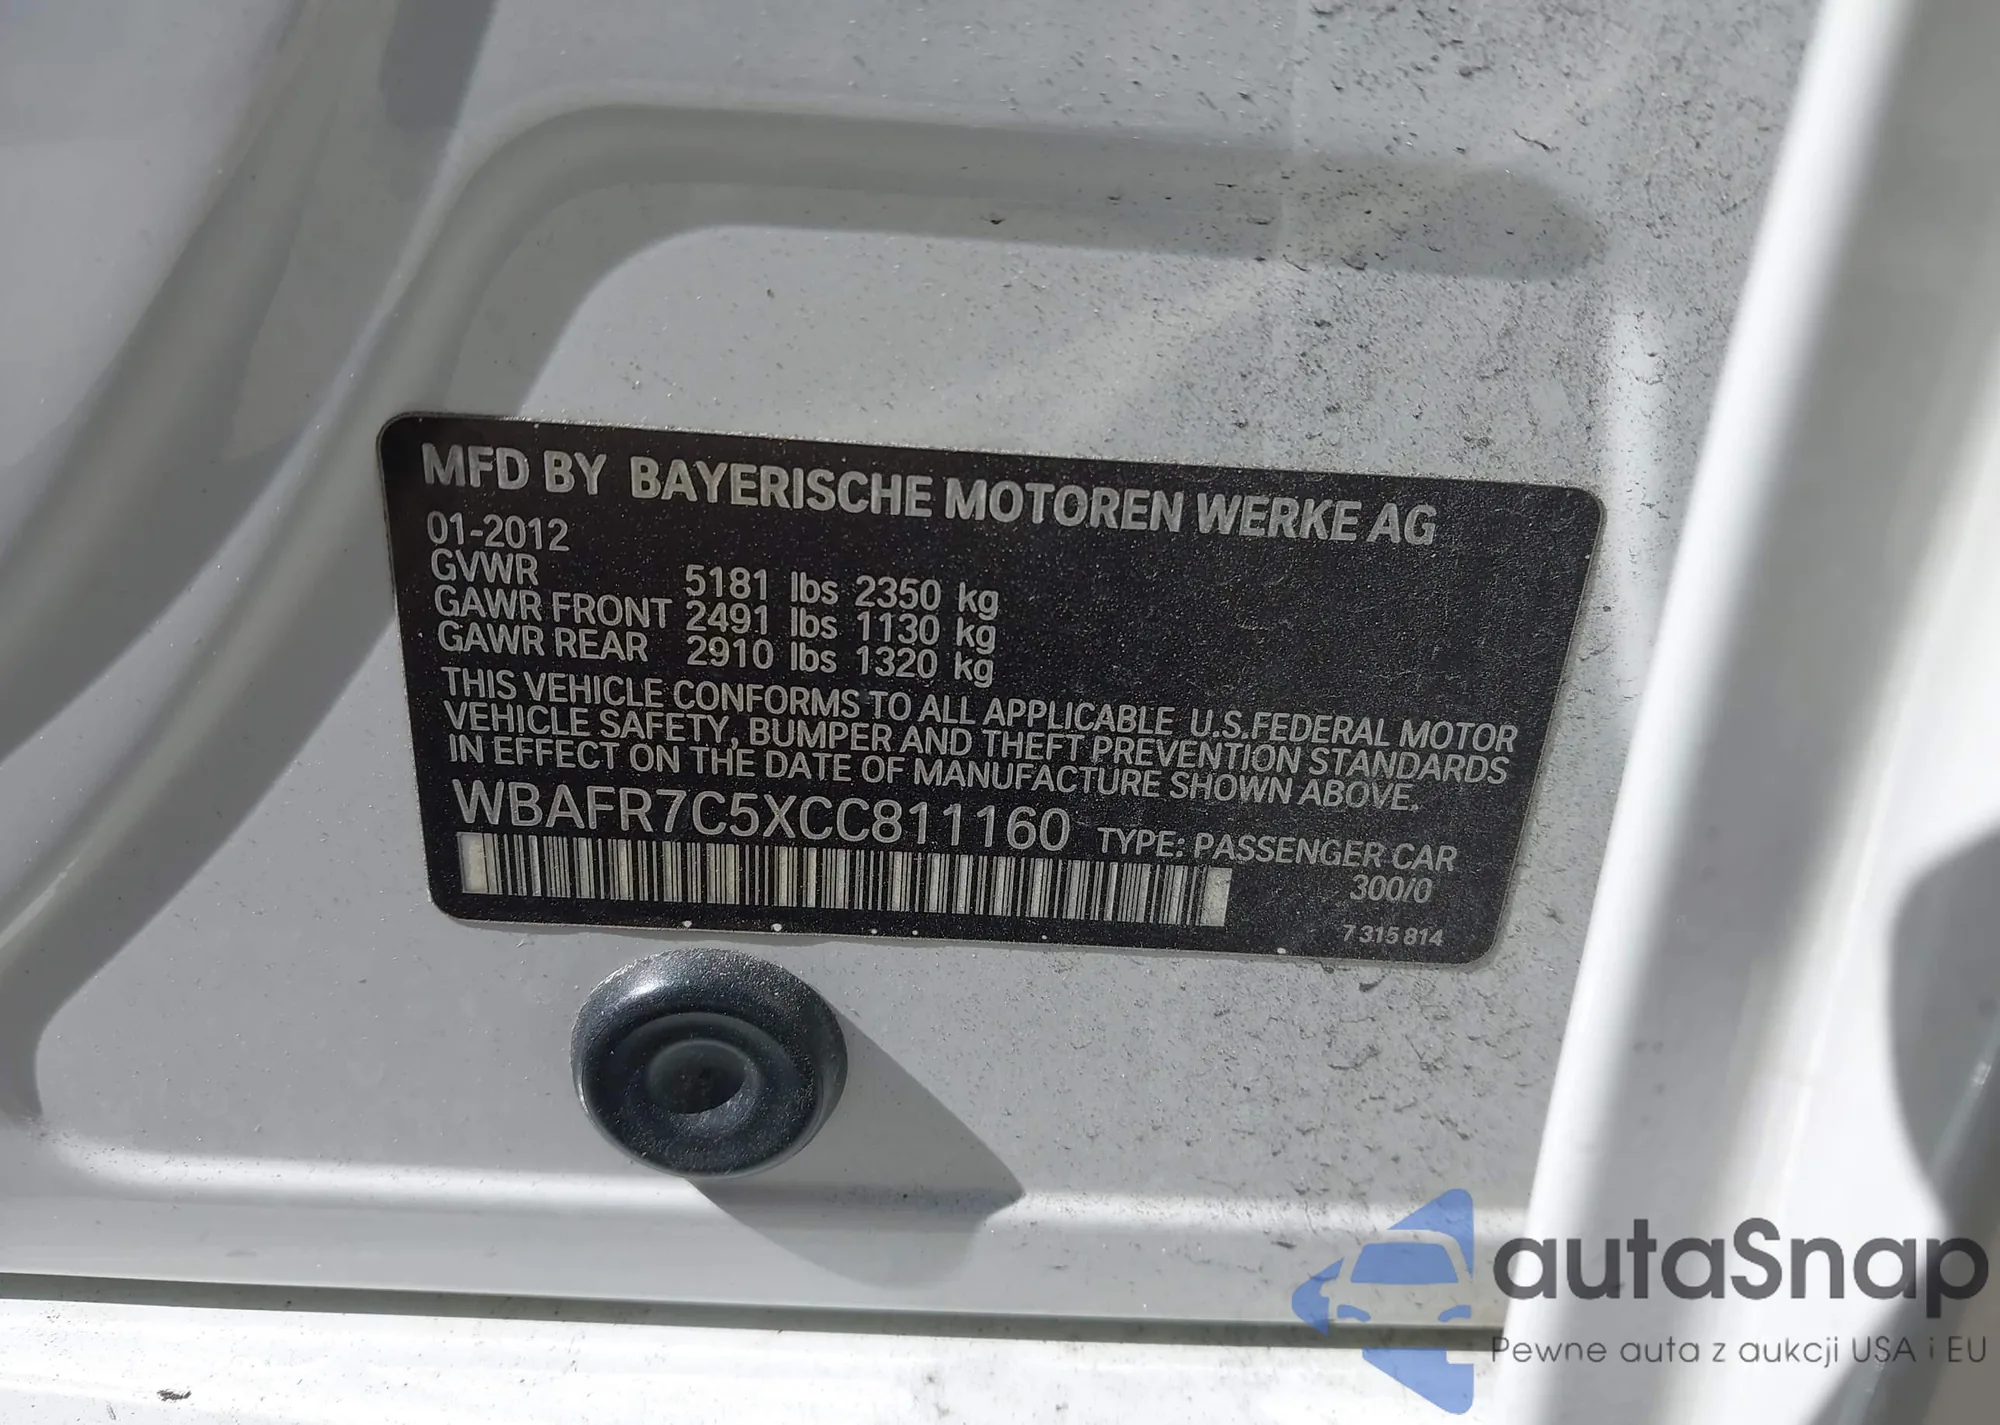 MFD BY BAYERISCHE MOTOREN WERKE AG
01-2012
GVWR 5181 lbs 2350 kg
GAWR FRONT 2491 lbs 1130 kg
GAWR REAR 2910 lbs 1320 kg
THIS VEHICLE CONFORMS TO ALL APPLICABLE U.S.FEDERAL MOTOR
VEHICLE SAFETY, BUMPER AND THEFT PREVENTION STANDARDS
IN EFFECT ON THE DATE OF MANUFACTURE SHOWN ABOVE.
WBAFR7C5XCC811160 TYPE: PASSENGER CAR
300/0
7 315 814
autaSnap
Pewne auta z aukcji USA i EU